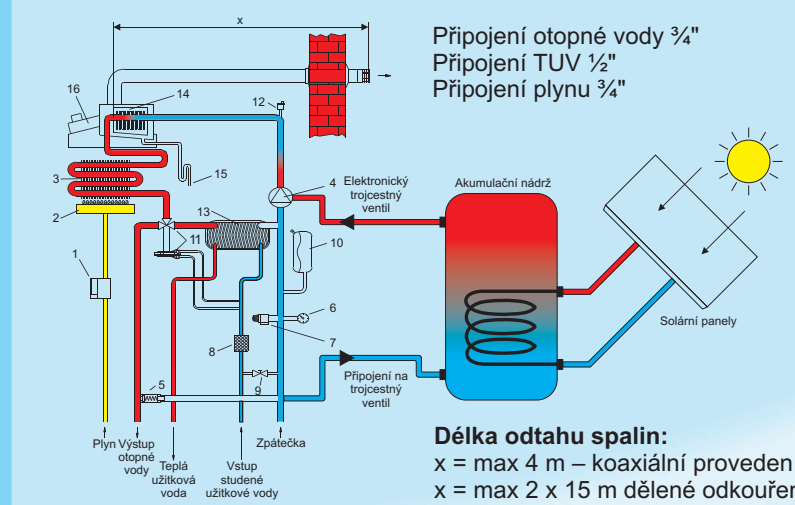 x
Připojení otopné vody ¾"
Připojení TUV ½"
Připojení plynu ¾"
16
14
12
15
3
4
Elektronický
trojcestný
ventil
Akumulační nádrž
2
13
11
10
1
6
7
8
Solární panely
5
9
Připojení na
trojcestný
ventil
Plyn
Výstup
otopné
vody
Teplá
užitková
voda
Vstup
studené
užitkové vody
Zpátečka
Délka odtahu spalin:
x = max 4 m – koaxiální proveden
x = max 2 x 15 m dělené odkouřen